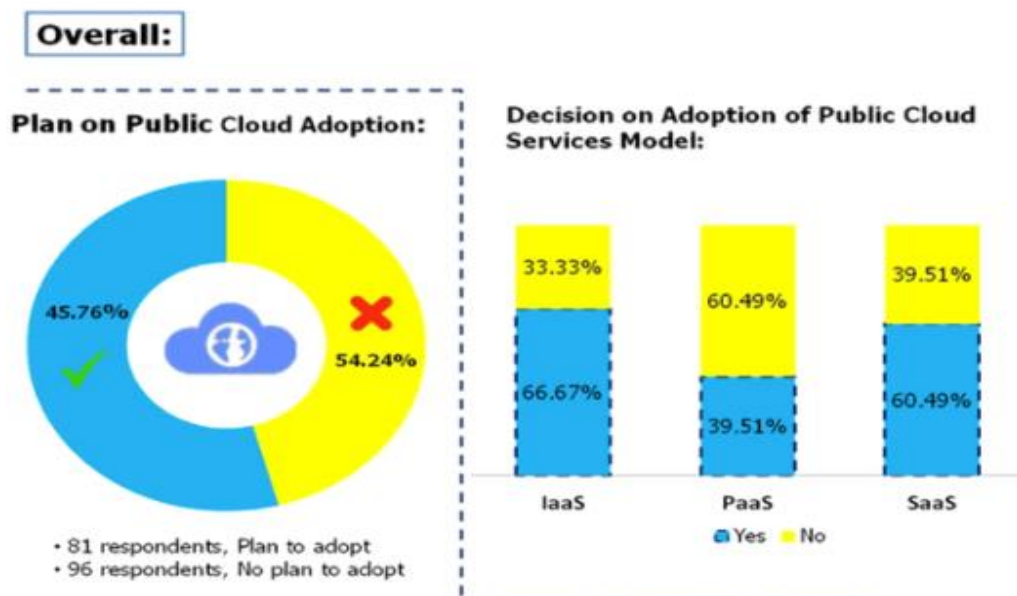 Overall:
Plan on Public Cloud Adoption:
45.76%
54.24%
• 81 respondents, Plan to adopt
• 96 respondents, No plan to adopt
Decision on Adoption of Public Cloud
Services Model:
33.33%
60.49%
39.51%
66.67%
39.51%
60.49%
IaaS
PaaS
SaaS
Yes
No